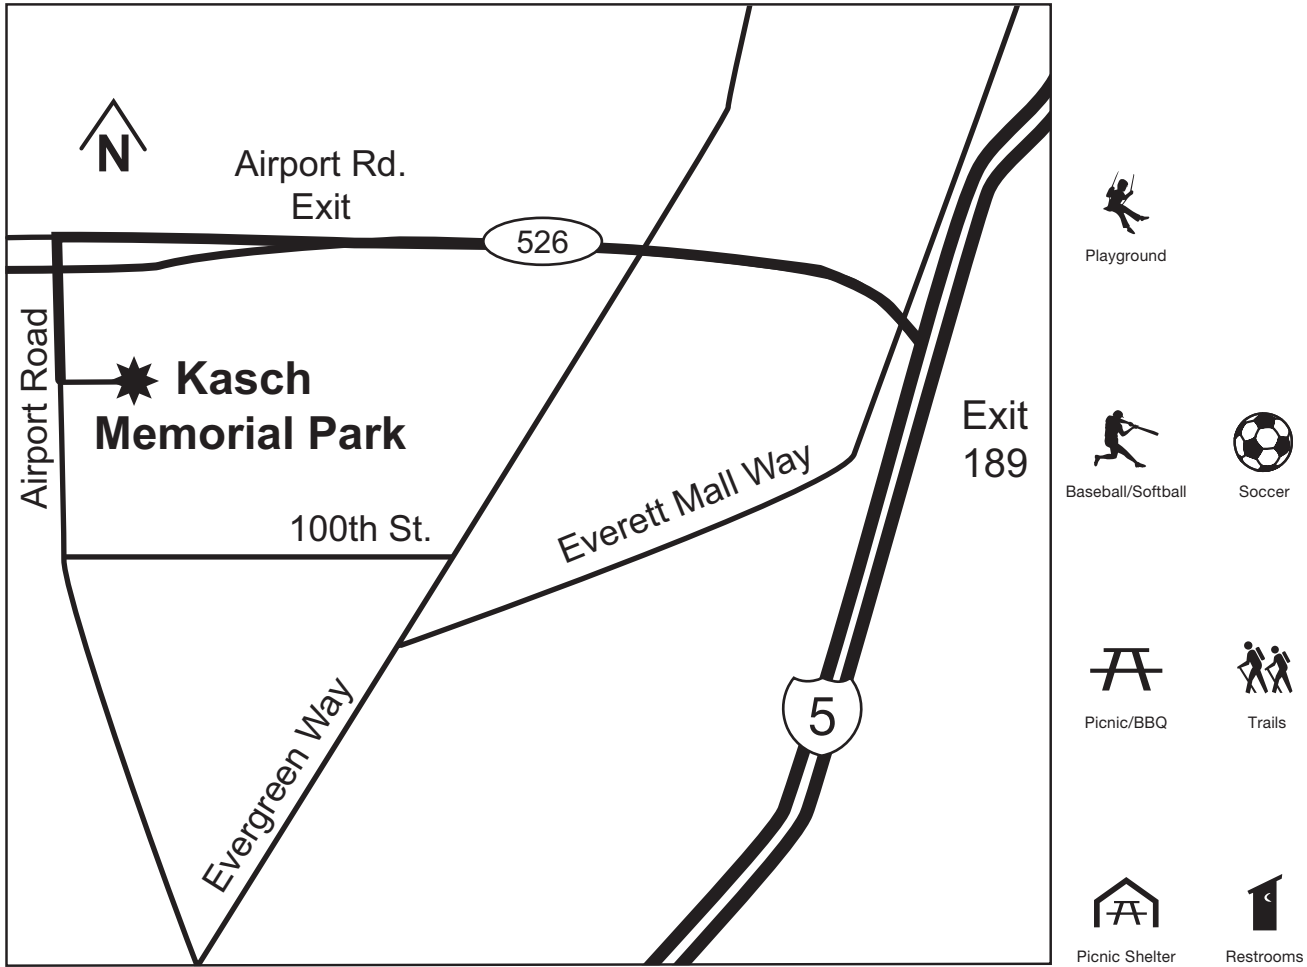 N
Airport Rd.
Exit
526
Airport Road
Kasch
Memorial Park
Exit
189
100th St.
Everett Mall Way
5
Evergreen Way
Playground
Baseball/Softball
Soccer
Picnic/BBQ
Trails
Picnic Shelter
Restrooms